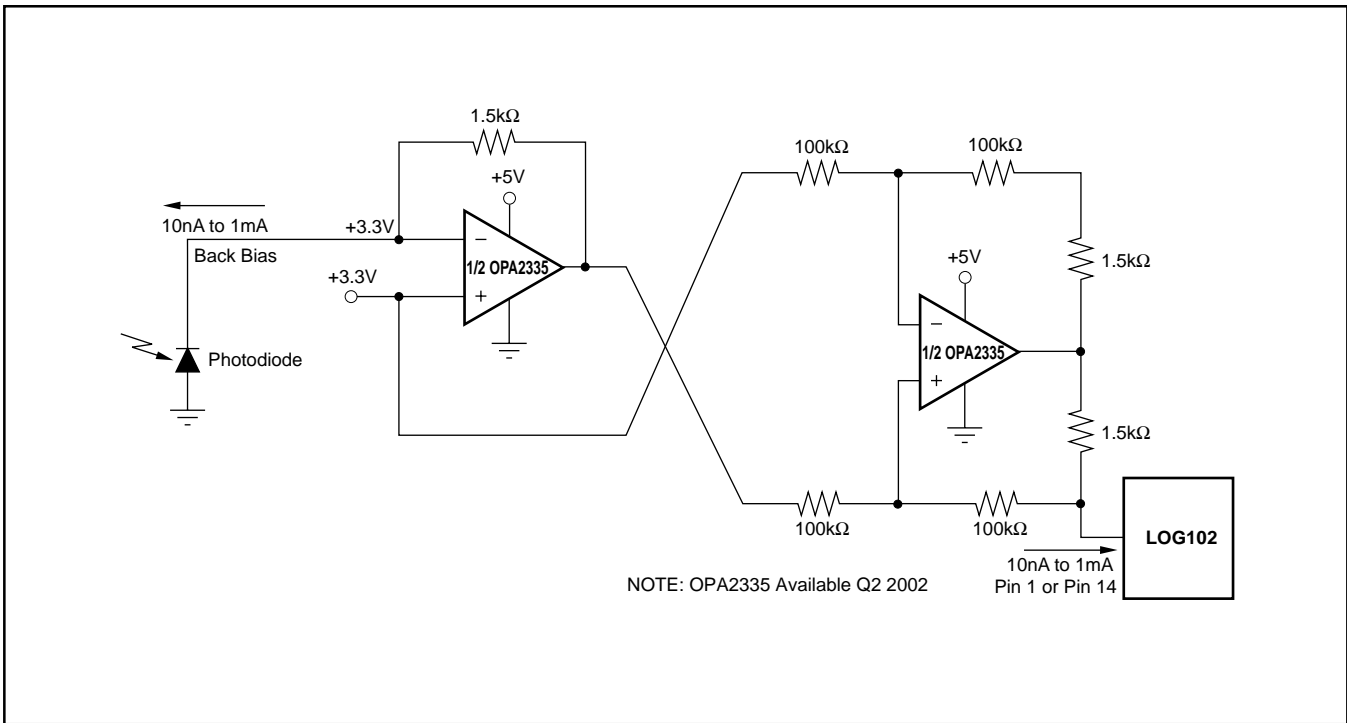 1.5kΩ
+5V
10nA to 1mA
Back Bias
+3.3V
−
1/2 OPA2335
+
+3.3V
Photodiode
100kΩ
100kΩ
1.5kΩ
+5V
−
1/2 OPA2335
+
1.5kΩ
100kΩ
100kΩ
LOG102
10nA to 1mA
Pin 1 or Pin 14
NOTE: OPA2335 Available Q2 2002